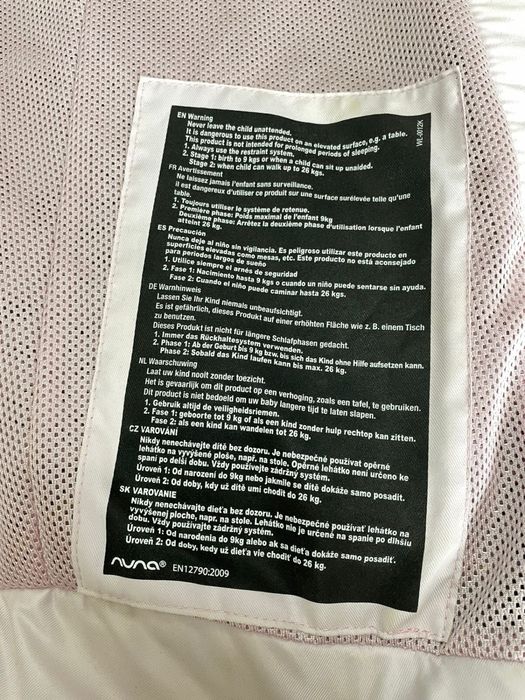 EN Warning
Never leave the child unattended.
It is dangerous to use this product on an elevated surface, e.g. a table.
This product is not intended for prolonged periods of sleeping.
1. Always use the restraint system.
2. Stage 1: birth to 9 kgs or when a child can sit up unaided.
Stage 2: when child can walk up to 26 kgs.
FR Avertissement
Ne laissez jamais l'enfant sans surveillance.
Il est dangereux d'utiliser ce produit sur une surface surélevée telle qu'une
table.
1. Toujours utiliser le système de retenue.
2. Première phase: Poids maximal de l'enfant 9kg
Deuxième phase: Arrêtez la deuxième phase d'utilisation lorsque l'enfant
atteint 26 kg.
ES Precaución
Nunca deje al niño sin vigilancia. Es peligroso utilizar este producto en
superficies elevadas como mesas, etc. Este producto no está aconsejado
para periodos largos de sueño
1. Utilice siempre el arnés de seguridad
2. Fase 1: Nacimiento hasta 9 kgs o cuando un niño puede sentarse sin ayuda.
Fase 2: Cuando el niño puede caminar hasta 26 kgs.
DE Warnhinweis
Lassen Sie Ihr Kind niemals unbeaufsichtigt.
Es ist gefährlich, dieses Produkt auf einer erhöhten Fläche wie z. B. einem Tisch
zu benutzen.
Dieses Produkt ist nicht für längere Schlafphasen gedacht.
1. Immer das Rückhaltesystem verwenden.
2. Phase 1: Ab der Geburt bis 9 kg bzw. bis sich das Kind ohne Hilfe aufsetzen kann.
Phase 2: Sobald das Kind laufen kann bis max. 26 kg.
NL Waarschuwing
Laat uw kind nooit zonder toezicht.
Het is gevaarlijk om dit product op een verhoging, zoals een tafel, te gebruiken.
Dit product is niet bedoeld om uw baby langere tijd te laten slapen.
1. Gebruik altijd de veiligheidsriemen.
2. Fase 1: geboorte tot 9 kg of als een kind zonder hulp rechtop kan zitten.
Fase 2: als een kind kan wandelen tot 26 kg.
CZ VAROVÁNÍ
Nikdy nenechávejte dítě bez dozoru. Je nebezpečné používat opěrné
lehátko na vyvýšené ploše, např. na stole. Opěrné lehátko není určeno ke
spaní po delší dobu. Vždy používejte zádržný systém.
Úroveň 1: Od narození do 9kg nebo jakmile se dítě dokáže samo posadit.
Úroveň 2: Od doby, kdy už dítě umí chodit do 26 kg.
SK VAROVANIE
Nikdy nenechávajte dieťa bez dozoru. Je nebezpečné používať lehátko na
vyvýšenej ploche, napr. na stole. Lehátko nie je určené na spanie po dlhšiu
dobu. Vždy používajte zádržný systém.
Úroveň 1: Od narodenia do 9kg alebo ak sa dieťa dokáže samo posadiť.
Úroveň 2: Od doby, kedy už dieťa vie chodiť do 26 kg.
nuna® EN12790:2009
WL-0012K